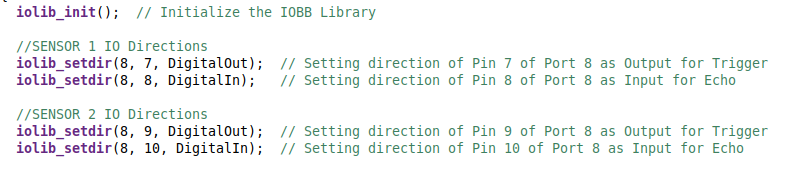 iolib_init();  // Initialize the IOBB Library
//SENSOR 1 IO Directions
iolib_setdir(8, 7, DigitalOut);  // Setting direction of Pin 7 of Port 8 as Output for Trigger
iolib_setdir(8, 8, DigitalIn);   // Setting direction of Pin 8 of Port 8 as Input for Echo
//SENSOR 2 IO Directions
iolib_setdir(8, 9, DigitalOut);  // Setting direction of Pin 9 of Port 8 as Output for Trigger
iolib_setdir(8, 10, DigitalIn);  // Setting direction of Pin 10 of Port 8 as Input for Echo